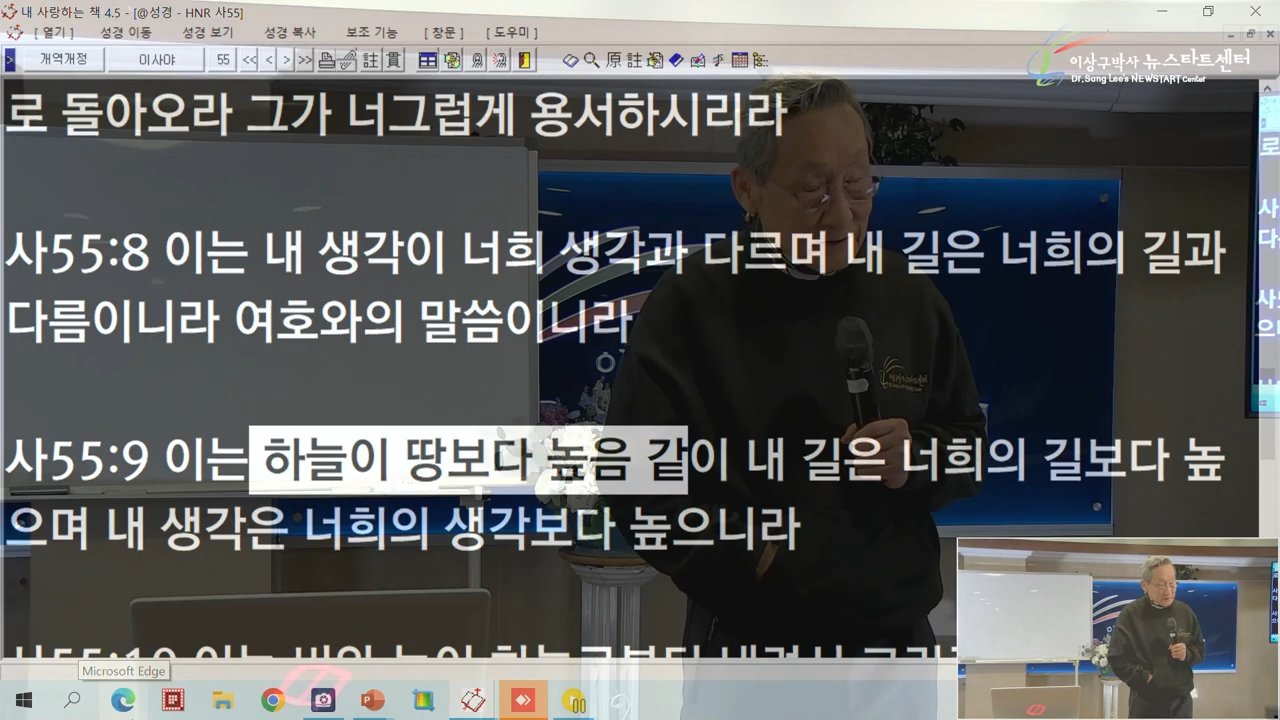 내 사랑하는 책 4.5 - [@성경 - HNR 사55]
[ 열기 ] 성경 이동 성경 보기 성경 복사 보조 기능 [ 창문 ] [ 도우미 ]
개역개정 이사야 55 << < > >> 註 貫 原 註
이상구박사 뉴스타트센터
Dr.Sang Lee's NEWSTART Center
로 돌아오라 그가 너그럽게 용서하시리라
사55:8 이는 내 생각이 너희 생각과 다르며 내 길은 너희의 길과
다름이니라 여호와의 말씀이니라
사55:9 이는 하늘이 땅보다 높음 같이 내 길은 너희의 길보다 높
으며 내 생각은 너희의 생각보다 높으니라
Microsoft Edge